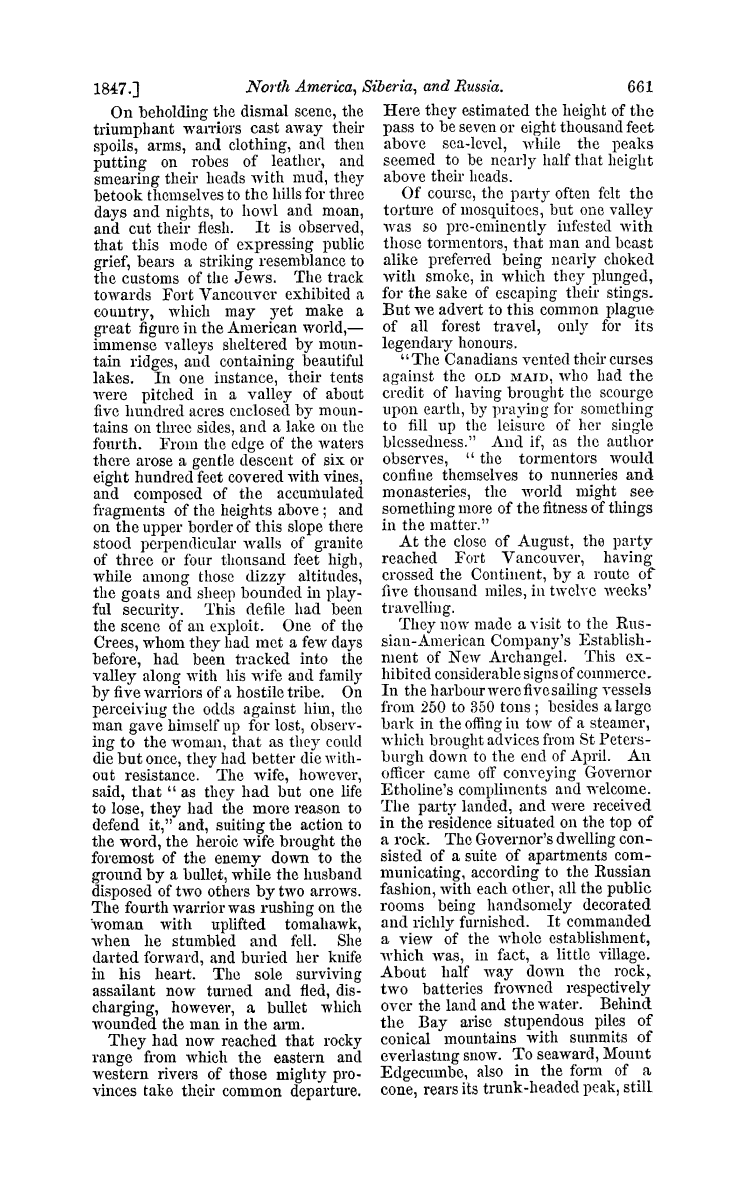 1847.] North America, Siberia, and Russia. 661
On beholding the dismal scene, the
triumphant warriors cast away their
spoils, arms, and clothing, and then
putting on robes of leather, and
smearing their heads with mud, they
betook themselves to the hills for three
days and nights, to howl and moan,
and cut their flesh. It is observed,
that this mode of expressing public
grief, bears a striking resemblance to
the customs of the Jews. The track
towards Fort Vancouver exhibited a
country, which may yet make a
great figure in the American world,—
immense valleys sheltered by moun-
tain ridges, and containing beautiful
lakes. In one instance, their tents
were pitched in a valley of about
five hundred acres enclosed by moun-
tains on three sides, and a lake on the
fourth. From the edge of the waters
there arose a gentle descent of six or
eight hundred feet covered with vines,
and composed of the accumulated
fragments of the heights above; and
on the upper border of this slope there
stood perpendicular walls of granite
of three or four thousand feet high,
while among those dizzy altitudes,
the goats and sheep bounded in play-
ful security. This defile had been
the scene of an exploit. One of the
Crees, whom they had met a few days
before, had been tracked into the
valley along with his wife and family
by five warriors of a hostile tribe. On
perceiving the odds against him, the
man gave himself up for lost, observ-
ing to the woman, that as they could
die but once, they had better die with-
out resistance. The wife, however,
said, that "as they had but one life
to lose, they had the more reason to
defend it," and, suiting the action to
the word, the heroic wife brought the
foremost of the enemy down to the
ground by a bullet, while the husband
disposed of two others by two arrows.
The fourth warrior was rushing on the
woman with uplifted tomahawk,
when he stumbled and fell. She
darted forward, and buried her knife
in his heart. The sole surviving
assailant now turned and fled, dis-
charging, however, a bullet which
wounded the man in the arm.
They had now reached that rocky
range from which the eastern and
western rivers of those mighty pro-
vinces take their common departure.
Here they estimated the height of the
pass to be seven or eight thousand feet
above sea-level, while the peaks
seemed to be nearly half that height
above their heads.
Of course, the party often felt the
torture of mosquitoes, but one valley
was so pre-eminently infested with
those tormentors, that man and beast
alike preferred being nearly choked
with smoke, in which they plunged,
for the sake of escaping their stings.
But we advert to this common plague
of all forest travel, only for its
legendary honours.
"The Canadians vented their curses
against the OLD MAID, who had the
credit of having brought the scourge
upon earth, by praying for something
to fill up the leisure of her single
blessedness." And if, as the author
observes, "the tormentors would
confine themselves to nunneries and
monasteries, the world might see
something more of the fitness of things
in the matter."
At the close of August, the party
reached Fort Vancouver, having
crossed the Continent, by a route of
five thousand miles, in twelve weeks'
travelling.
They now made a visit to the Rus-
sian-American Company's Establish-
ment of New Archangel. This ex-
hibited considerable signs of commerce.
In the harbour were five sailing vessels
from 250 to 350 tons; besides a large
bark in the offing in tow of a steamer,
which brought advices from St Peters-
burgh down to the end of April. An
officer came off conveying Governor
Etholine's compliments and welcome.
The party landed, and were received
in the residence situated on the top of
a rock. The Governor's dwelling con-
sisted of a suite of apartments com-
municating, according to the Russian
fashion, with each other, all the public
rooms being handsomely decorated
and richly furnished. It commanded
a view of the whole establishment,
which was, in fact, a little village.
About half way down the rock,
two batteries frowned respectively
over the land and the water. Behind
the Bay arise stupendous piles of
conical mountains with summits of
everlasting snow. To seaward, Mount
Edgecumbe, also in the form of a
cone, rears its trunk-headed peak, still